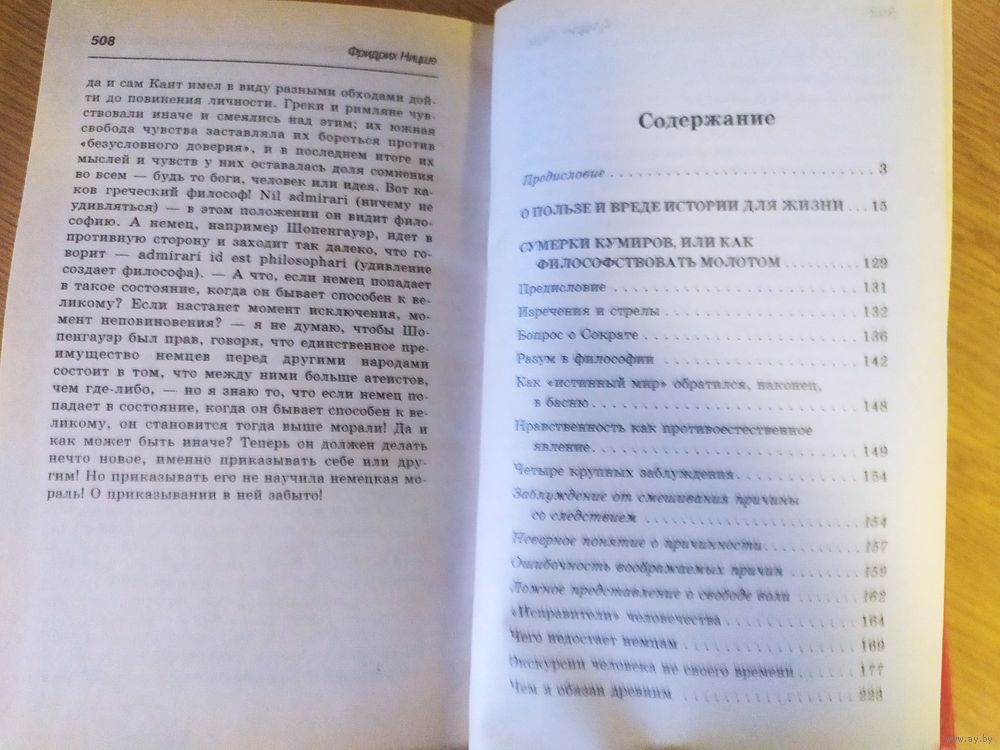 508
Фридрих Ницше
да и сам Кант имел в виду разными обходами дой-
ти до повинения личности. Греки и римляне чув-
ствовали иначе и смеялись над этим; их южная
свобода чувства заставляла их бороться против
«безусловного доверия», и в последнем итоге их
мыслей и чувств у них оставалась доля сомнения
во всем — будь то боги, человек или идея. Вот ка-
ков греческий философ! Nil admirari (ничему не
удивляться) — в этом положении он видит фило-
софию. А немец, например Шопенгауэр, идет в
противную сторону и заходит так далеко, что го-
ворит — admirari id est philosophari (удивление
создает философа). — А что, если немец попадает
в такое состояние, когда он бывает способен к ве-
ликому? Если настанет момент исключения, мо-
мент неповиновения? — я не думаю, чтобы Шо-
пенгауэр был прав, говоря, что единственное пре-
имущество немцев перед другими народами
состоит в том, что между ними больше атеистов,
чем где-либо, — но я знаю то, что если немец по-
падает в состояние, когда он бывает способен к ве-
ликому, он становится тогда выше морали! Да и
как может быть иначе? Теперь он должен делать
нечто новое, именно приказывать себе или дру-
гим! Но приказывать его не научила немецкая мо-
раль! О приказывании в ней забыто!
Содержание
Предисловие . . . . . . . . . . . . . . . . . . . . . . . . . . . 3
О ПОЛЬЗЕ И ВРЕДЕ ИСТОРИИ ДЛЯ ЖИЗНИ . . . 15
СУМЕРКИ КУМИРОВ, ИЛИ КАК
ФИЛОСОФСТВОВАТЬ МОЛОТОМ . . . . . . . . 129
Предисловие . . . . . . . . . . . . . . . . . . . . . . . . . 131
Изречения и стрелы . . . . . . . . . . . . . . . . . . . . 132
Вопрос о Сократе . . . . . . . . . . . . . . . . . . . . . . 136
Разум в философии . . . . . . . . . . . . . . . . . . . . 142
Как «истинный мир» обратился, наконец,
в басню . . . . . . . . . . . . . . . . . . . . . . . . . . . 148
Нравственность как противоестественное
явление . . . . . . . . . . . . . . . . . . . . . . . . . . . 149
Четыре крупных заблуждения . . . . . . . . . . . . 154
Заблуждение от смешивания причины
со следствием . . . . . . . . . . . . . . . . . . . . . . 154
Неверное понятие о причинности . . . . . . . . . . 157
Ошибочность воображаемых причин . . . . . . . . 159
Ложное представление о свободе воли . . . . . . . 162
«Исправители» человечества . . . . . . . . . . . . . . 164
Чего недостает немцам . . . . . . . . . . . . . . . . . . 169
Экскурсии человека не своего времени . . . . . . . 177
Чем я обязан древним . . . . . . . . . . . . . . . . . . 223
www.ay.by